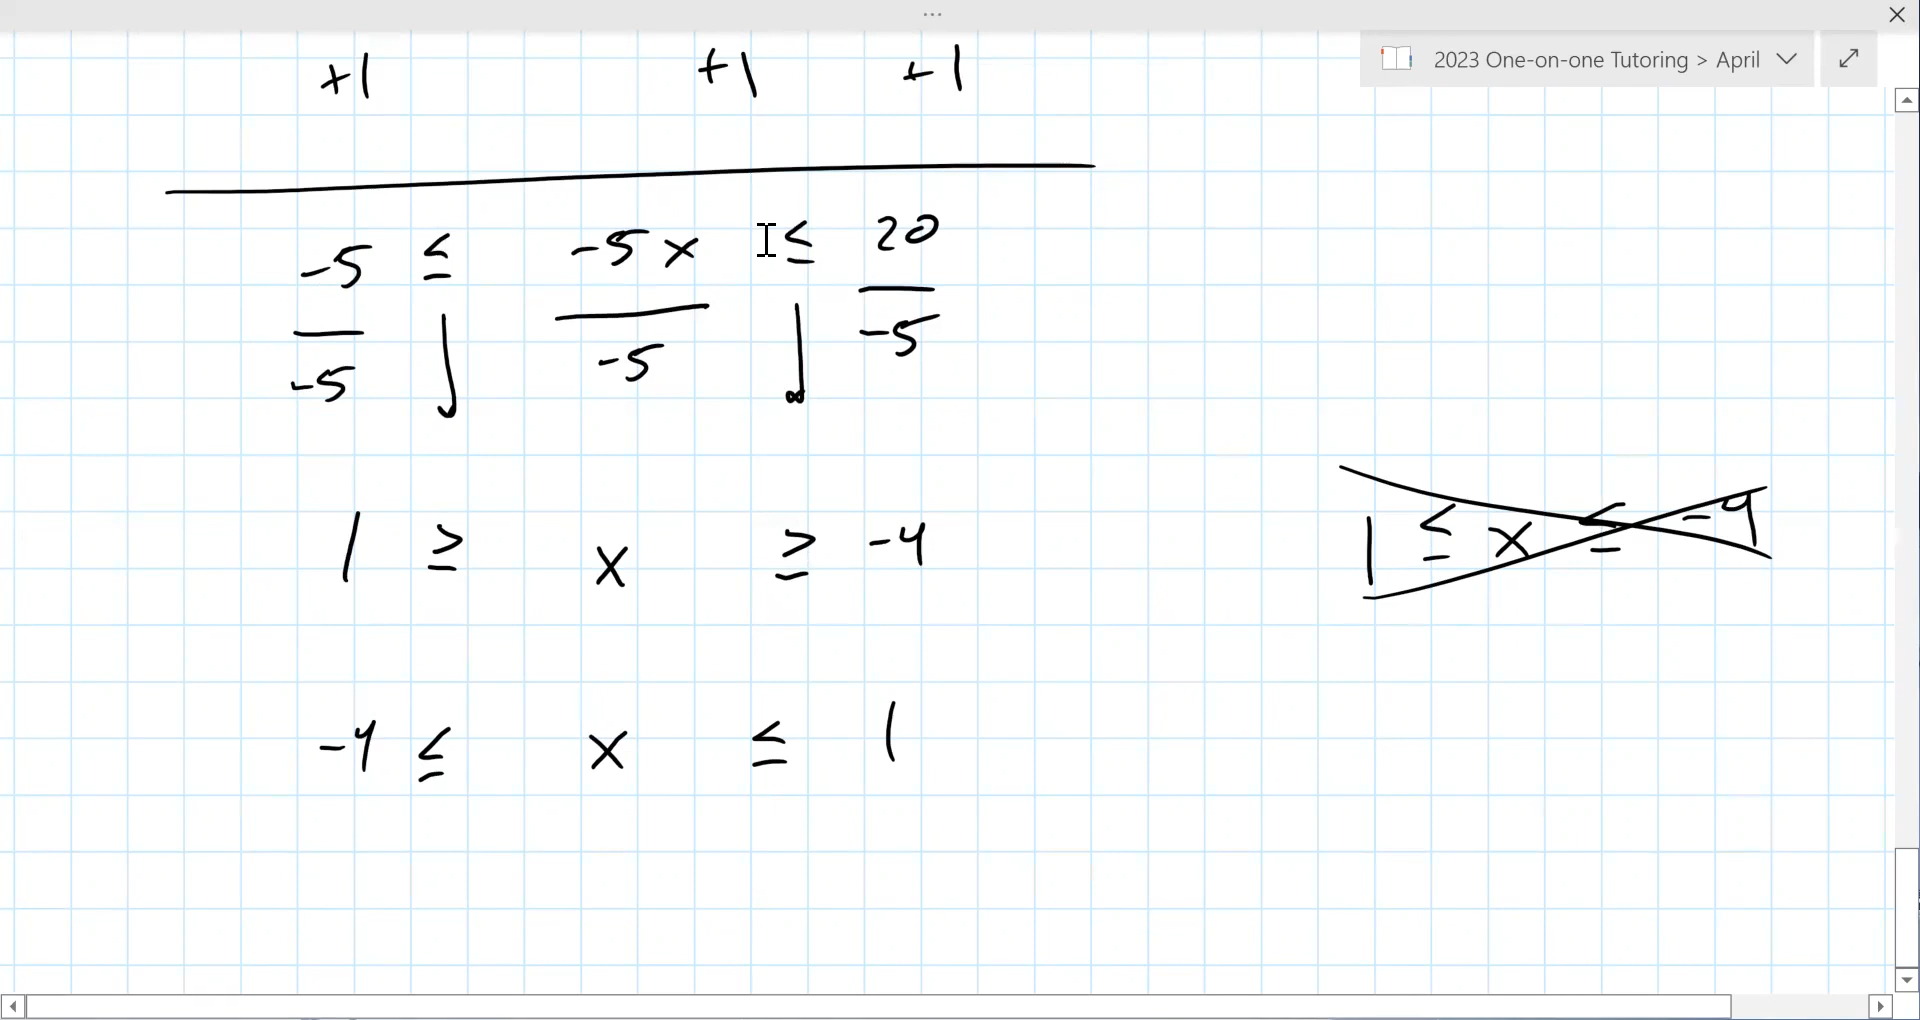 2023 One-on-one Tutoring > April
+1 +1 +1
-5 ≤ -5x ≤ 20
-5 -5 -5
1 ≥ x ≥ -4
1 ≤ x ≤ -4
-4 ≤ x ≤ 1